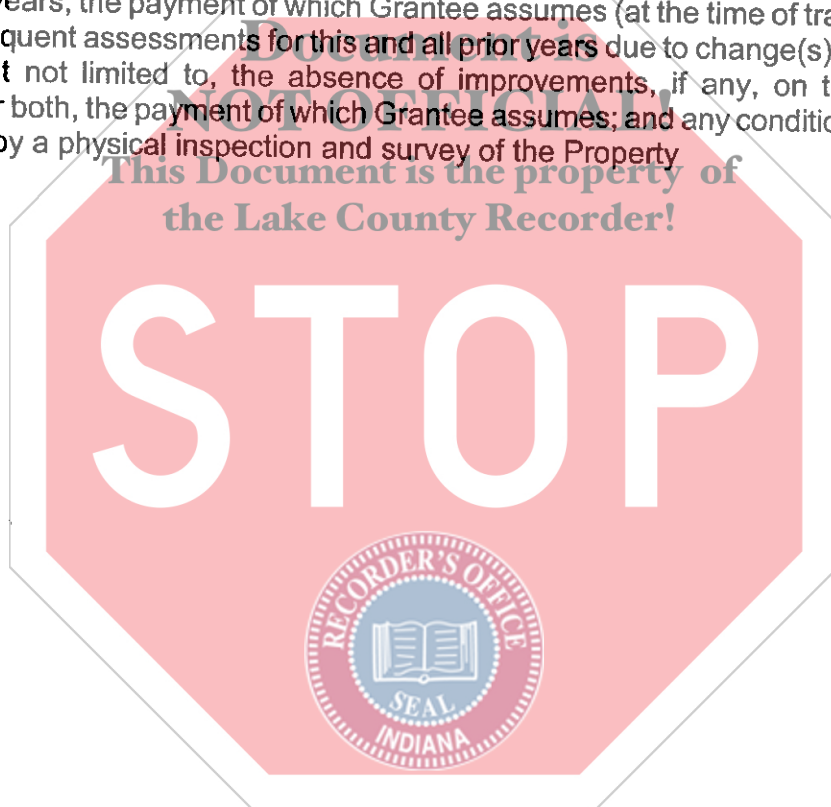 years, the payment of which Grantee assumes (at the time of tra
quent assessments for this and all prior years due to change(s)
t not limited to, the absence of improvements, if any, on t
r both, the payment of which Grantee assumes; and any conditio
by a physical inspection and survey of the Property
Document is
NOT OFFICIAL!
This Document is the property of
the Lake County Recorder!
STOP
RECORDER'S OFFICE
SEAL
INDIANA